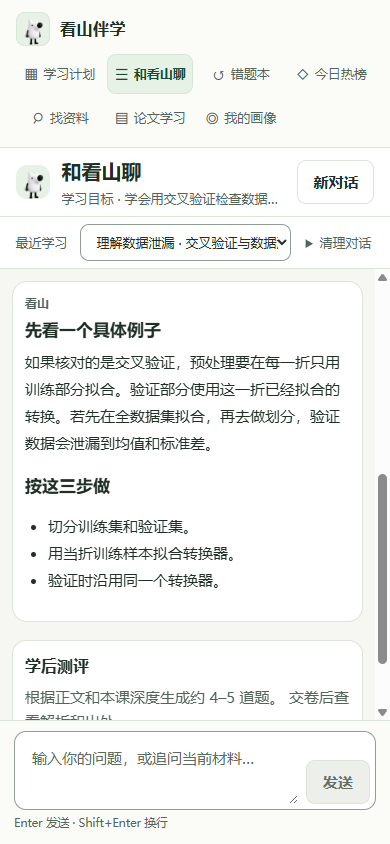 看山伴学
学习计划
和看山聊
错题本
今日热榜
找资料
论文学习
我的画像
和看山聊
学习目标 · 学会用交叉验证检查数据...
新对话
最近学习
理解数据泄漏 · 交叉验证与数据
清理对话
看山
先看一个具体例子
如果核对的是交叉验证，预处理要在每一折只用
训练部分拟合。验证部分使用这一折已经拟合的
转换。若先在全数据集拟合，再去做划分，验证
数据会泄漏到均值和标准差。
按这三步做
切分训练集和验证集。
用当折训练样本拟合转换器。
验证时沿用同一个转换器。
学后测评
根据正文和本课深度生成约 4–5 道题。 交卷后查
输入你的问题，或追问当前材料...
发送
Enter 发送 · Shift+Enter 换行